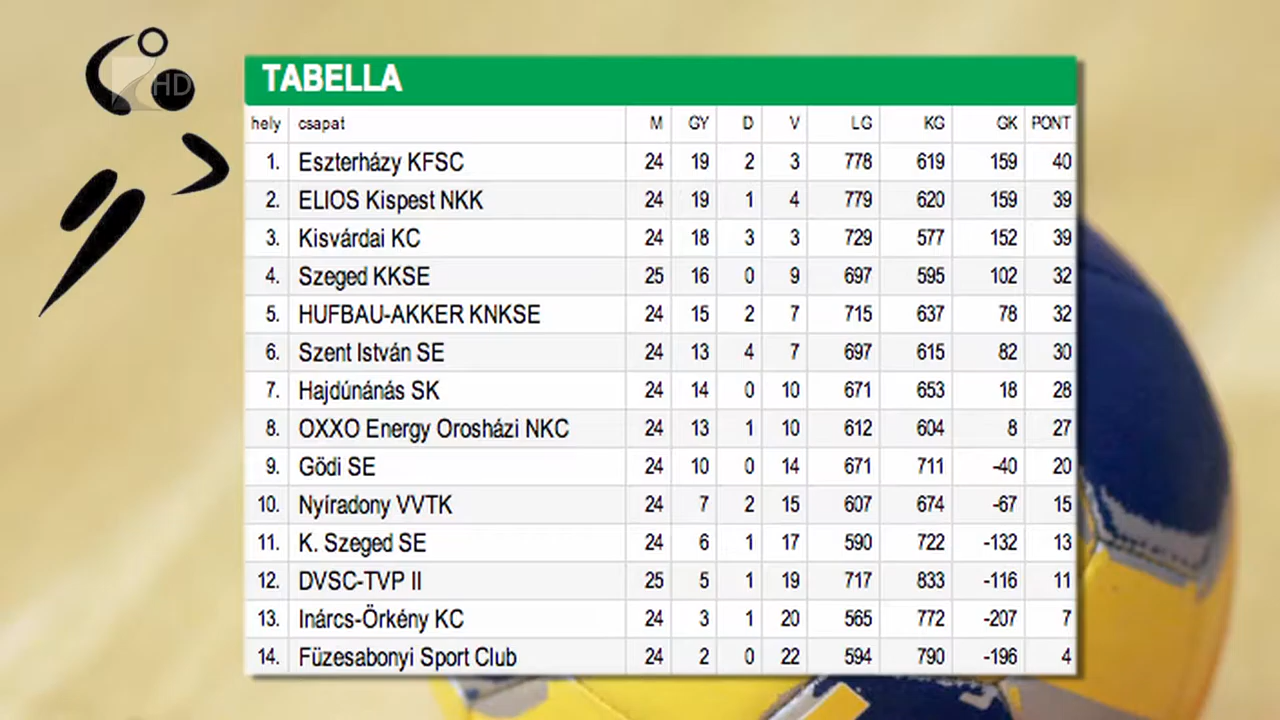 HD
TABELLA
hely csapat M GY D V LG KG GK PONT
1. Eszterházy KFSC 24 19 2 3 778 619 159 40
2. ELIOS Kispest NKK 24 19 1 4 779 620 159 39
3. Kisvárdai KC 24 18 3 3 729 577 152 39
4. Szeged KKSE 25 16 0 9 697 595 102 32
5. HUFBAU-AKKER KNKSE 24 15 2 7 715 637 78 32
6. Szent István SE 24 13 4 7 697 615 82 30
7. Hajdúnánás SK 24 14 0 10 671 653 18 28
8. OXXO Energy Orosházi NKC 24 13 1 10 612 604 8 27
9. Gödi SE 24 10 0 14 671 711 -40 20
10. Nyíradony VVTK 24 7 2 15 607 674 -67 15
11. K. Szeged SE 24 6 1 17 590 722 -132 13
12. DVSC-TVP II 25 5 1 19 717 833 -116 11
13. Inárcs-Örkény KC 24 3 1 20 565 772 -207 7
14. Füzesabonyi Sport Club 24 2 0 22 594 790 -196 4